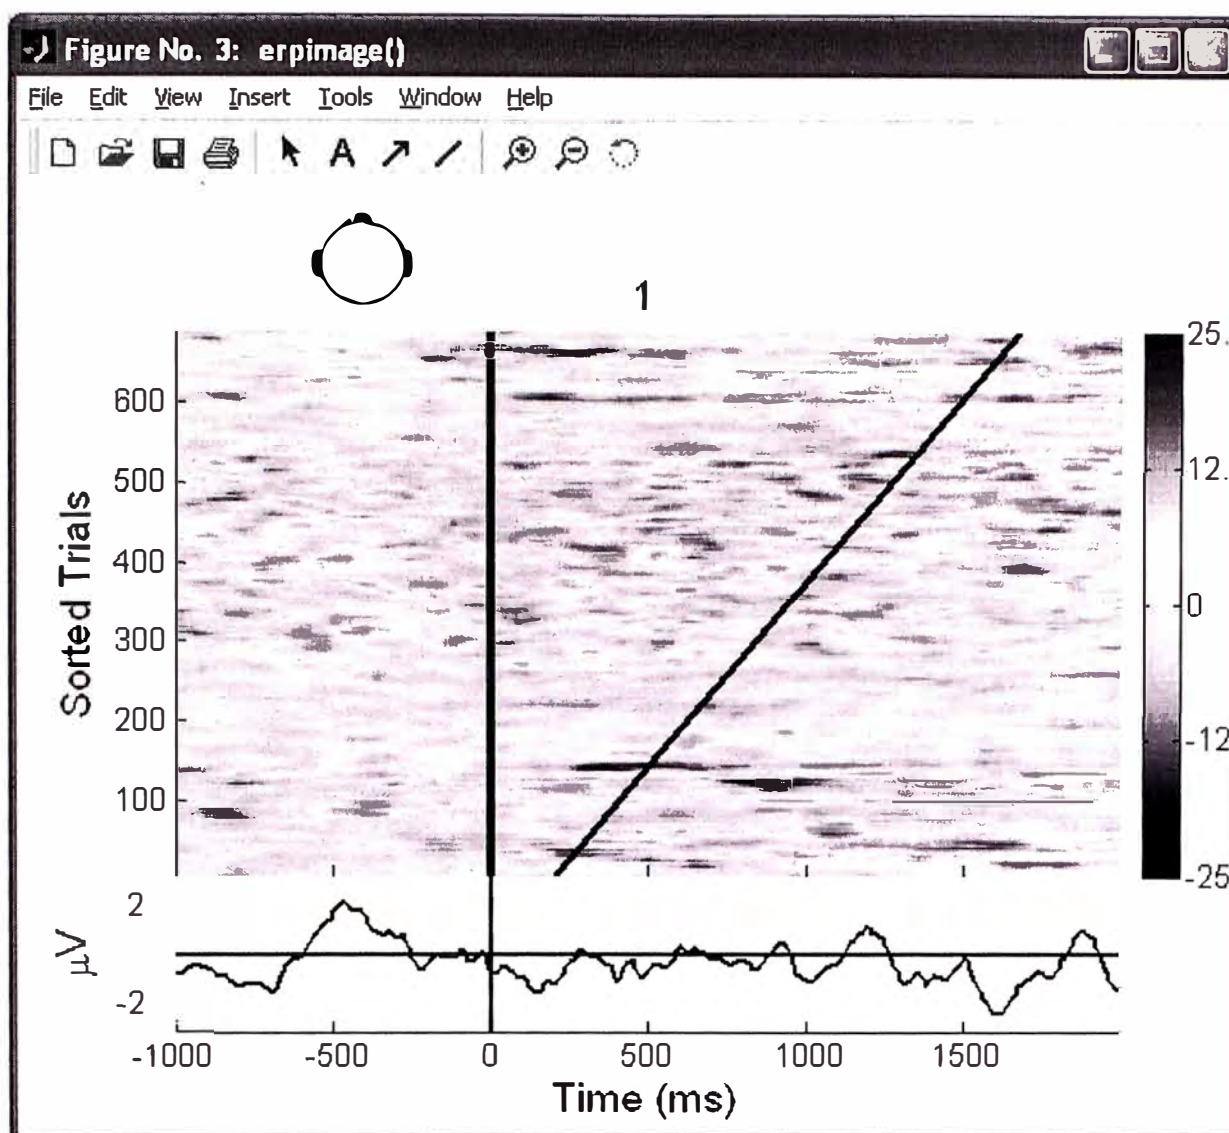 Figure No. 3: erpimage()
File Edit View Insert Tools Window Help
A
1
25.
12.
0
-12
-25
Sorted Trials
600
500
400
300
200
100
μV
2
-2
-1000 -500 0 500 1000 1500
Time (ms)